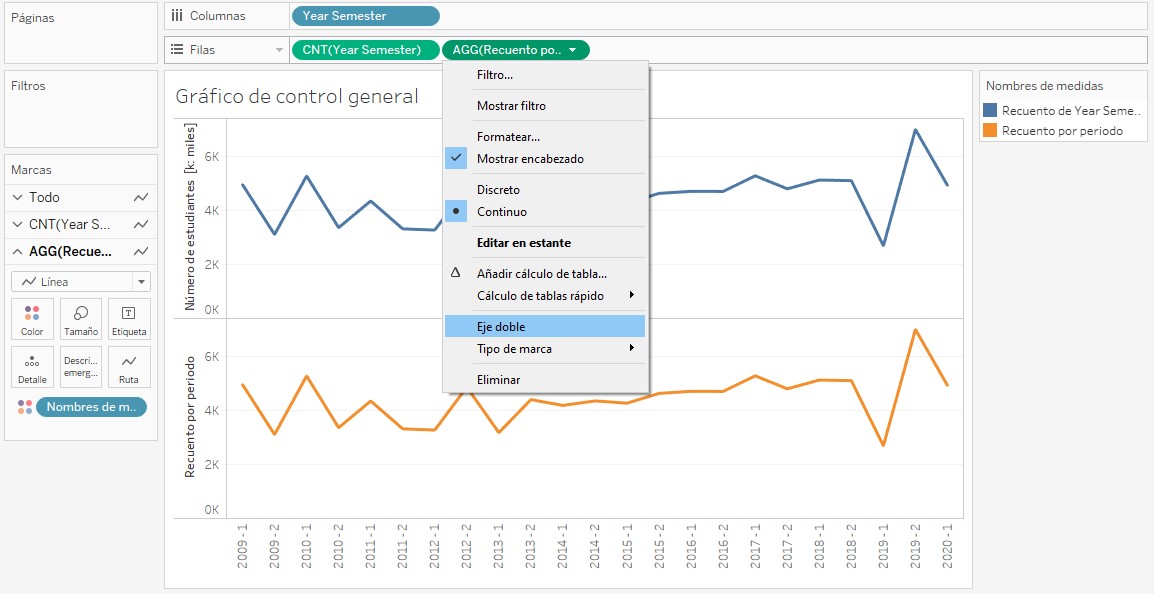 Páginas
Columnas
Year Semester
Filas
CNT(Year Semester)
AGG(Recuento po..
Filtros
Marcas
Todo
CNT(Year S...
AGG(Recue...
Línea
Color
Tamaño
Etiqueta
Detalle
Descri...
emerg...
Ruta
Nombres de m..
Gráfico de control general
Número de estudiantes [k: miles]
6K
4K
2K
0K
Recuento por periodo
6K
4K
2K
0K
2009 - 1
2009 - 2
2010 - 1
2010 - 2
2011 - 1
2011 - 2
2012 - 1
2012 - 2
2013 - 1
2013 - 2
2014 - 1
2014 - 2
2015 - 1
2015 - 2
2016 - 1
2016 - 2
2017 - 1
2017 - 2
2018 - 1
2018 - 2
2019 - 1
2019 - 2
2020 - 1
Filtro...
Mostrar filtro
Formatear...
Mostrar encabezado
Discreto
Continuo
Editar en estante
Añadir cálculo de tabla...
Cálculo de tablas rápido
Eje doble
Tipo de marca
Eliminar
Nombres de medidas
Recuento de Year Seme..
Recuento por periodo